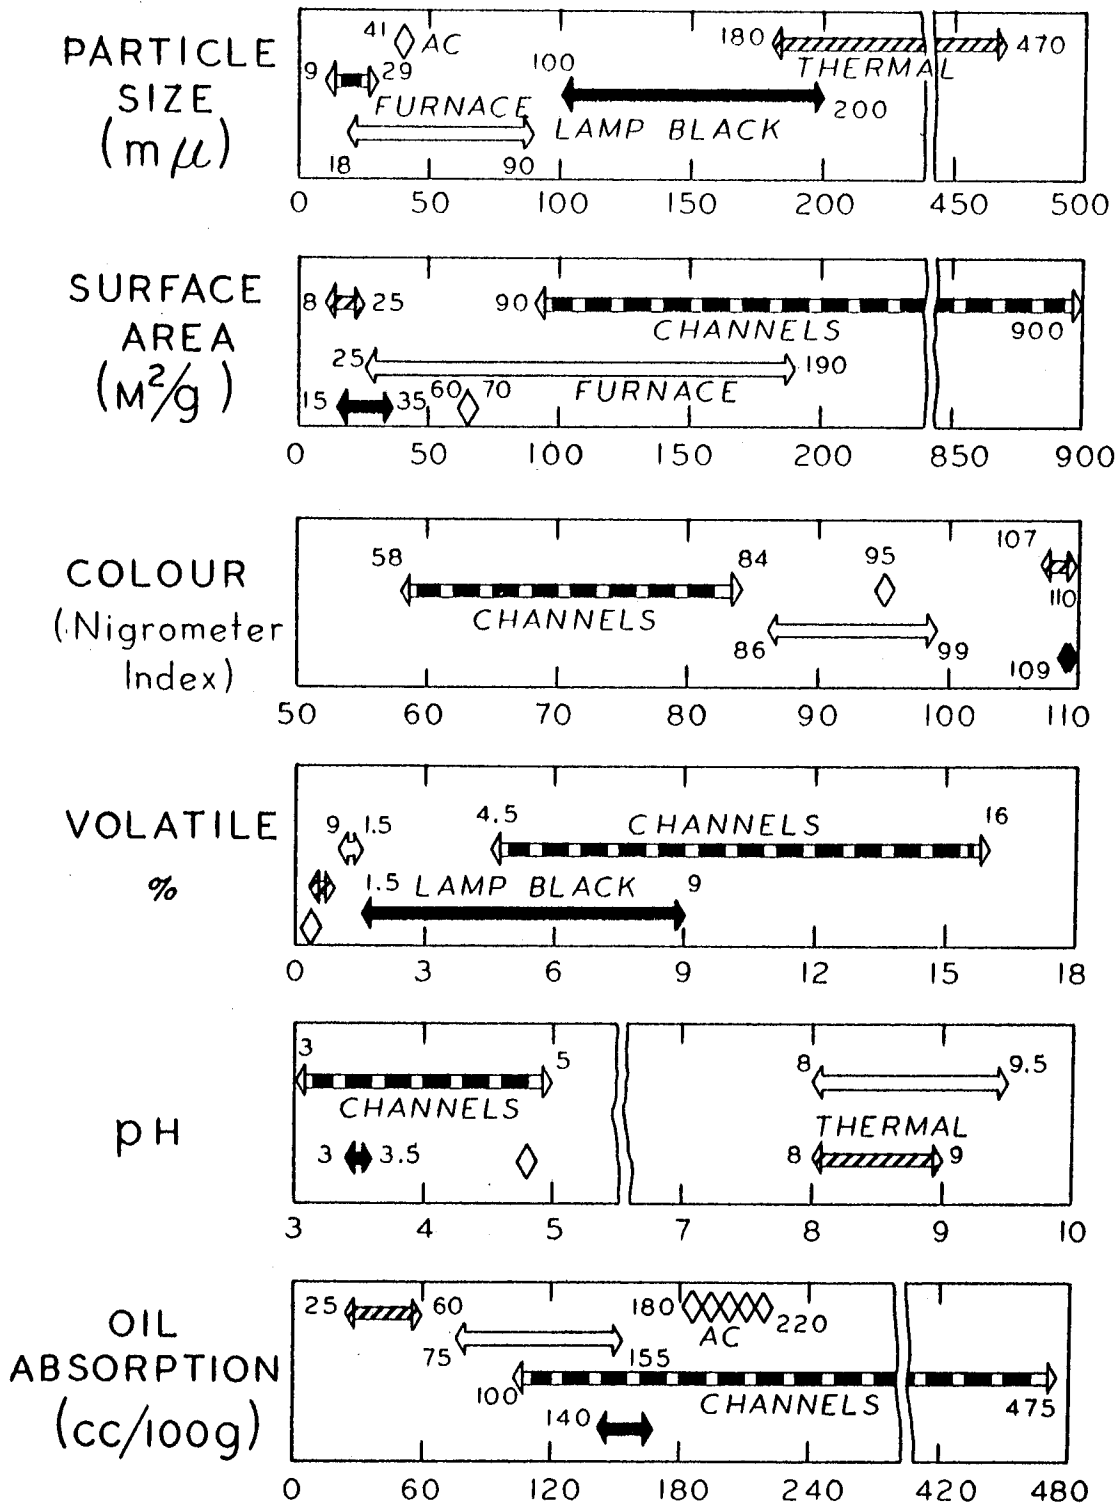 PARTICLE
SIZE
(mμ)
41 AC
180 470
THERMAL
9 29
100
FURNACE
200
LAMP BLACK
18 90
0 50 100 150 200 450 500
SURFACE
AREA
(M²/g)
8 25 90
CHANNELS 900
25 190
60 70 FURNACE
15 35
0 50 100 150 200 850 900
COLOUR
(Nigrometer
Index)
107
58 84 95
110
CHANNELS
86 99
109
50 60 70 80 90 100 110
VOLATILE
%
9 1.5 4.5 CHANNELS 16
1.5 LAMP BLACK 9
0 3 6 9 12 15 18
pH
3 5 8 9.5
CHANNELS THERMAL
3 3.5 8 9
3 4 5 7 8 9 10
OIL
ABSORPTION
(cc/100g)
25 60 180 220
AC
75 155
100 CHANNELS 475
140
0 60 120 180 240 420 480